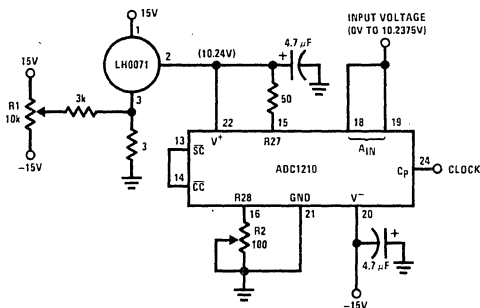 15V
1
LH0071
2
3
(10.24V)
4.7 μF
+
INPUT VOLTAGE
(0V TO 10.2375V)
15V
R1
10k
-15V
3k
3
50
22
15
18
19
V+
R27
AIN
13
SC
14
CC
ADC1210
CP
24
CLOCK
R28
GND
V-
16
21
20
R2
100
4.7 μF
+
-15V